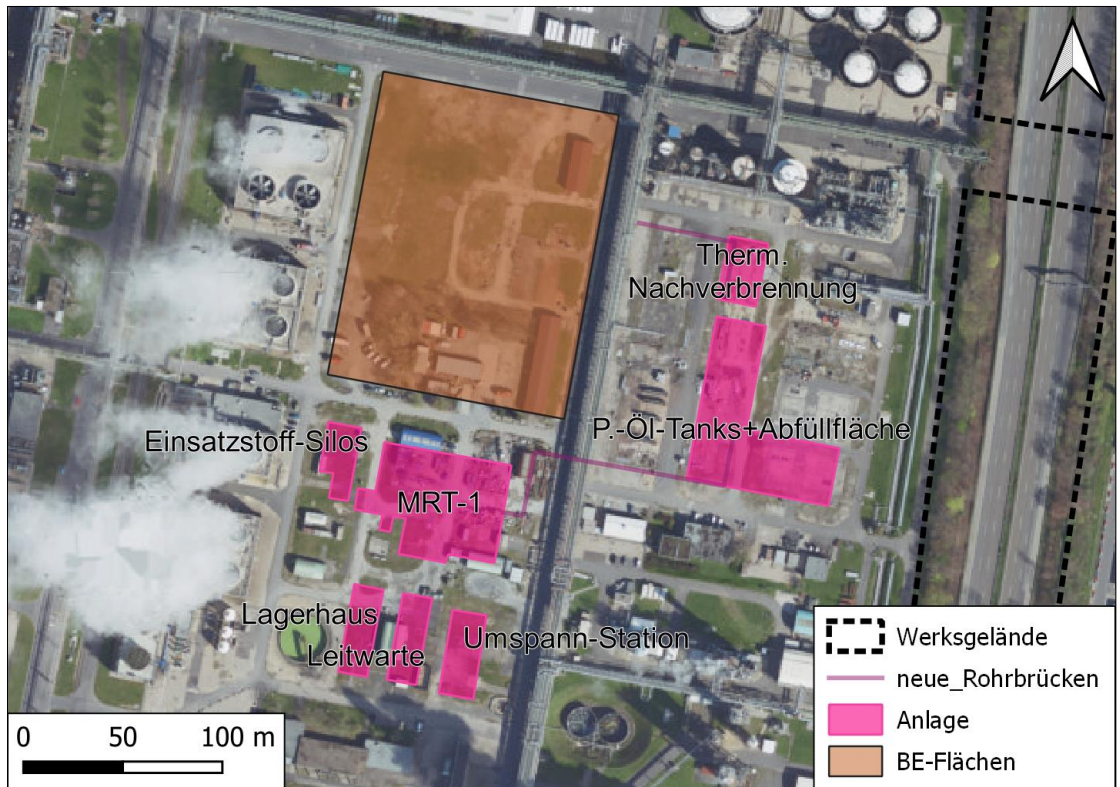 Therm.
Nachverbrennung
P.-Öl-Tanks+Abfüllfläche
Einsatzstoff-Silos
MRT-1
Lagerhaus
Leitwarte
Umspann-Station
Werksgelände
neue_Rohrbrücken
Anlage
BE-Flächen
0 50 100 m